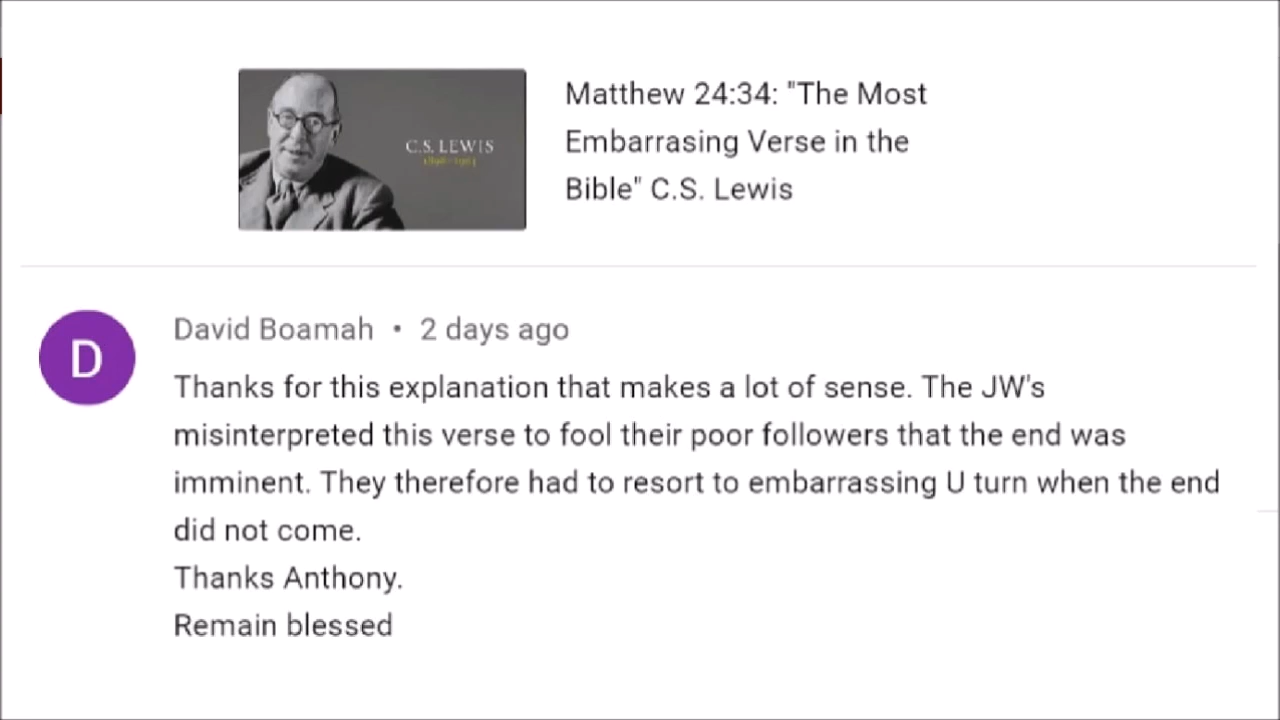 C.S. LEWIS
Matthew 24:34: "The Most
Embarrasing Verse in the
Bible" C.S. Lewis
D
David Boamah • 2 days ago
Thanks for this explanation that makes a lot of sense. The JW's
misinterpreted this verse to fool their poor followers that the end was
imminent. They therefore had to resort to embarrassing U turn when the end
did not come.
Thanks Anthony.
Remain blessed